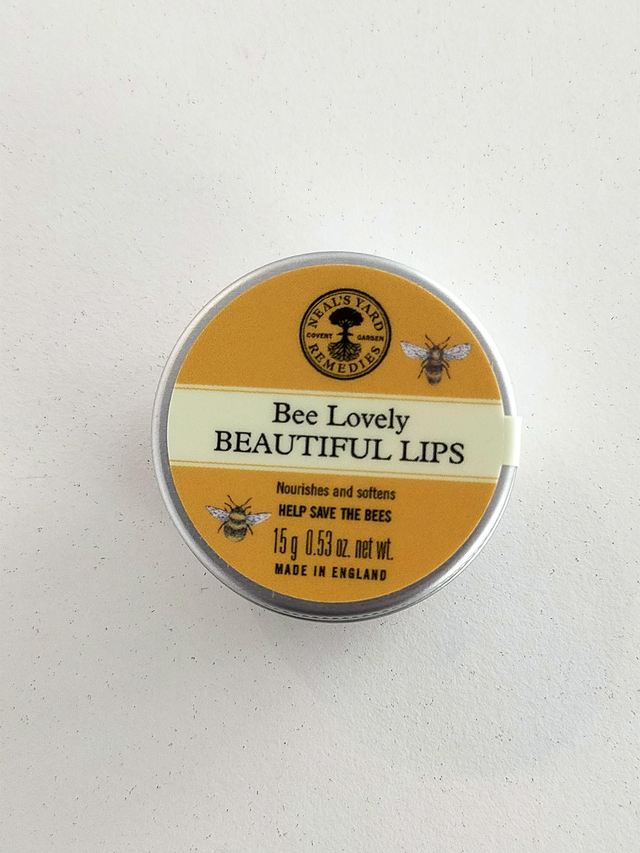 NEAL'S YARD
COVENT GARDEN
REMEDIES
Bee Lovely
BEAUTIFUL LIPS
Nourishes and softens
HELP SAVE THE BEES
15 g 0.53 oz. net wt.
MADE IN ENGLAND